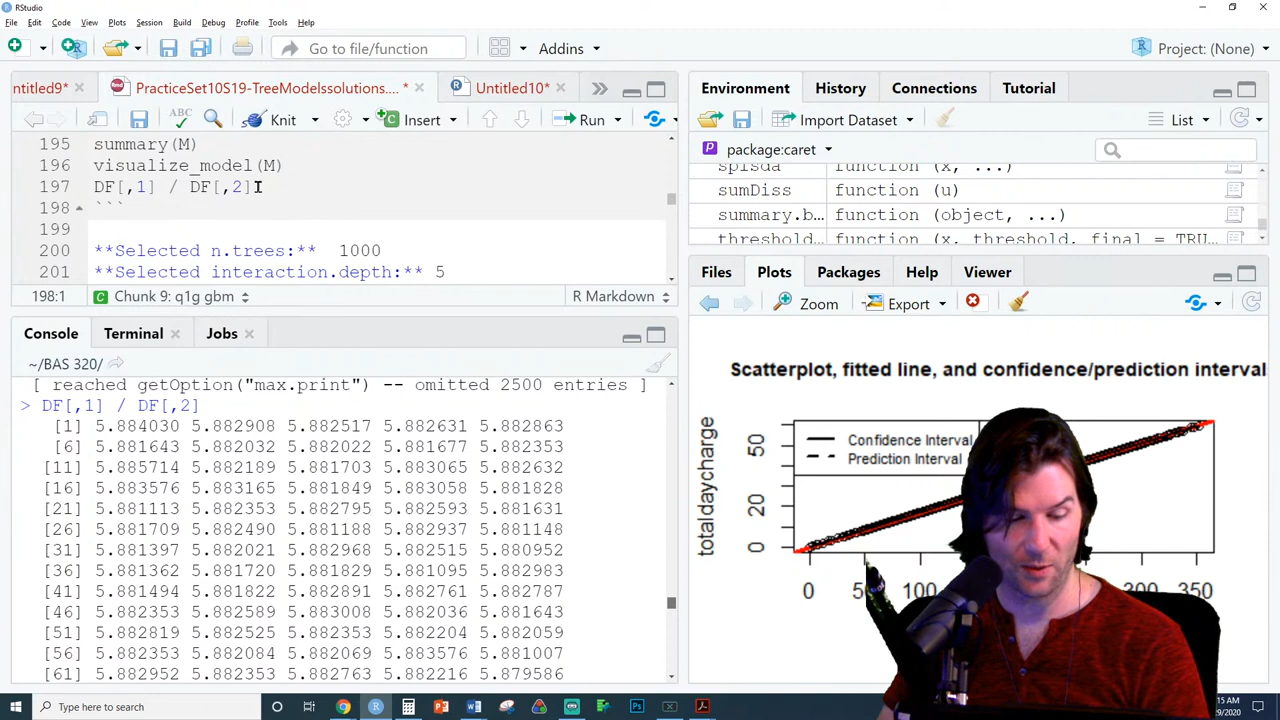 RStudio
File Edit Code View Plots Session Build Debug Profile Tools Help
Go to file/function Addins Project: (None)
ntitled9* PracticeSet10S19-TreeModelssolutions.... * Untitled10*
ABC Knit Insert Run
195 summary(M)
196 visualize_model(M)
197 DF[,1] / DF[,2]
198 ```
199
200 **Selected n.trees:** 1000
201 **Selected interaction.depth:** 5
198:1 Chunk 9: q1g gbm R Markdown
Console Terminal Jobs
~/BAS 320/
[ reached getOption("max.print") -- omitted 2500 entries ]
> DF[,1] / DF[,2]
[1] 5.884030 5.882908 5.882517 5.882631 5.882863
[6] 5.881643 5.882032 5.882022 5.881677 5.882353
[11] 5.885714 5.882189 5.881703 5.883065 5.882632
[16] 5.883576 5.883165 5.881849 5.883058 5.881828
[21] 5.881113 5.882353 5.882795 5.882593 5.881631
[26] 5.881709 5.882490 5.881188 5.882937 5.881148
[31] 5.881397 5.882021 5.882968 5.882515 5.880952
[36] 5.881362 5.881720 5.881829 5.881095 5.882983
[41] 5.881494 5.881822 5.882891 5.882761 5.882787
[46] 5.882353 5.882589 5.883008 5.882036 5.881643
[51] 5.882819 5.882525 5.882353 5.882204 5.882059
[56] 5.882353 5.882084 5.882069 5.883576 5.881007
[61] 5.882952 5.882353 5.882763 5.882216 5.879586
Environment History Connections Tutorial
Import Dataset List
package:caret
spisda function (x, ...)
sumDiss function (u)
summary.b... function (object, ...)
threshold... function (x, threshold, final = TRU...
Files Plots Packages Help Viewer
Zoom Export
Scatterplot, fitted line, and confidence/prediction interval
Confidence Interval
Prediction Interval
totaldaycharge
50
20
0
0 100 200 350
Type here to search